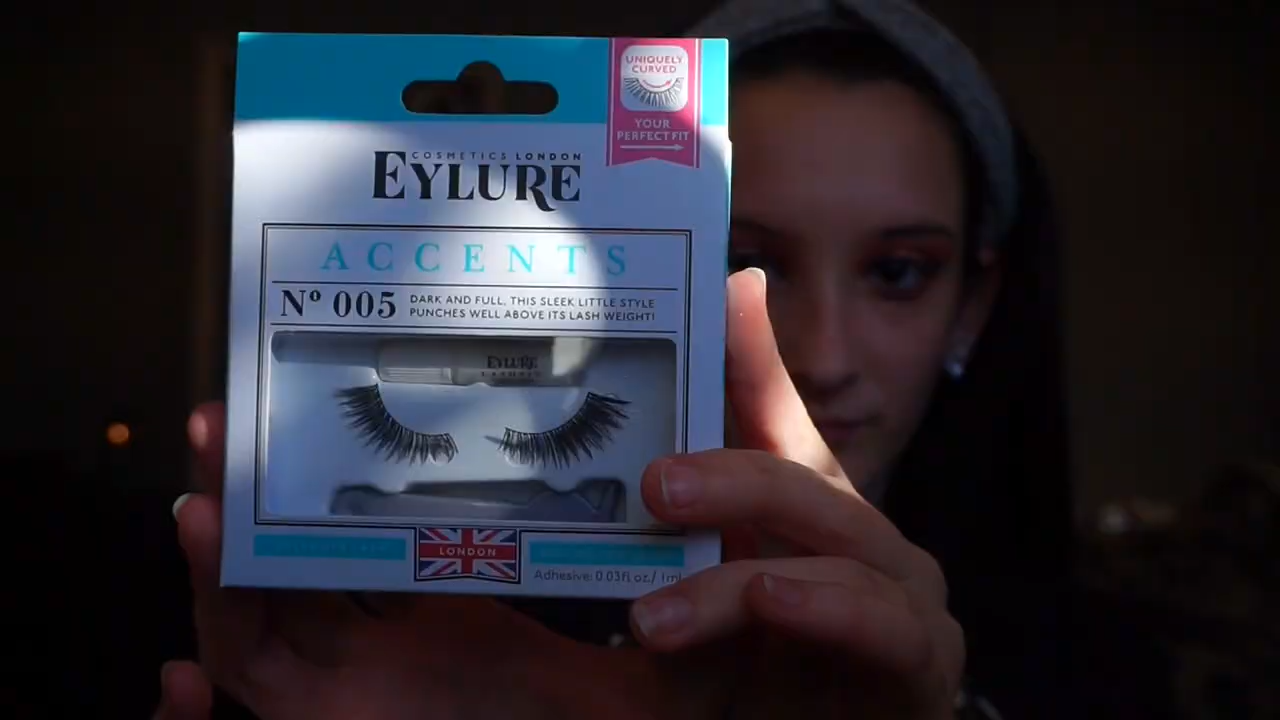 UNIQUELY
CURVED
YOUR
PERFECT FIT
COSMETICS LONDON
EYLURE
ACCENTS
Nº 005
DARK AND FULL, THIS SLEEK LITTLE STYLE
PUNCHES WELL ABOVE ITS LASH WEIGHT!
EYLURE
LONDON
Adhesive: 0.03fl oz./ 1ml